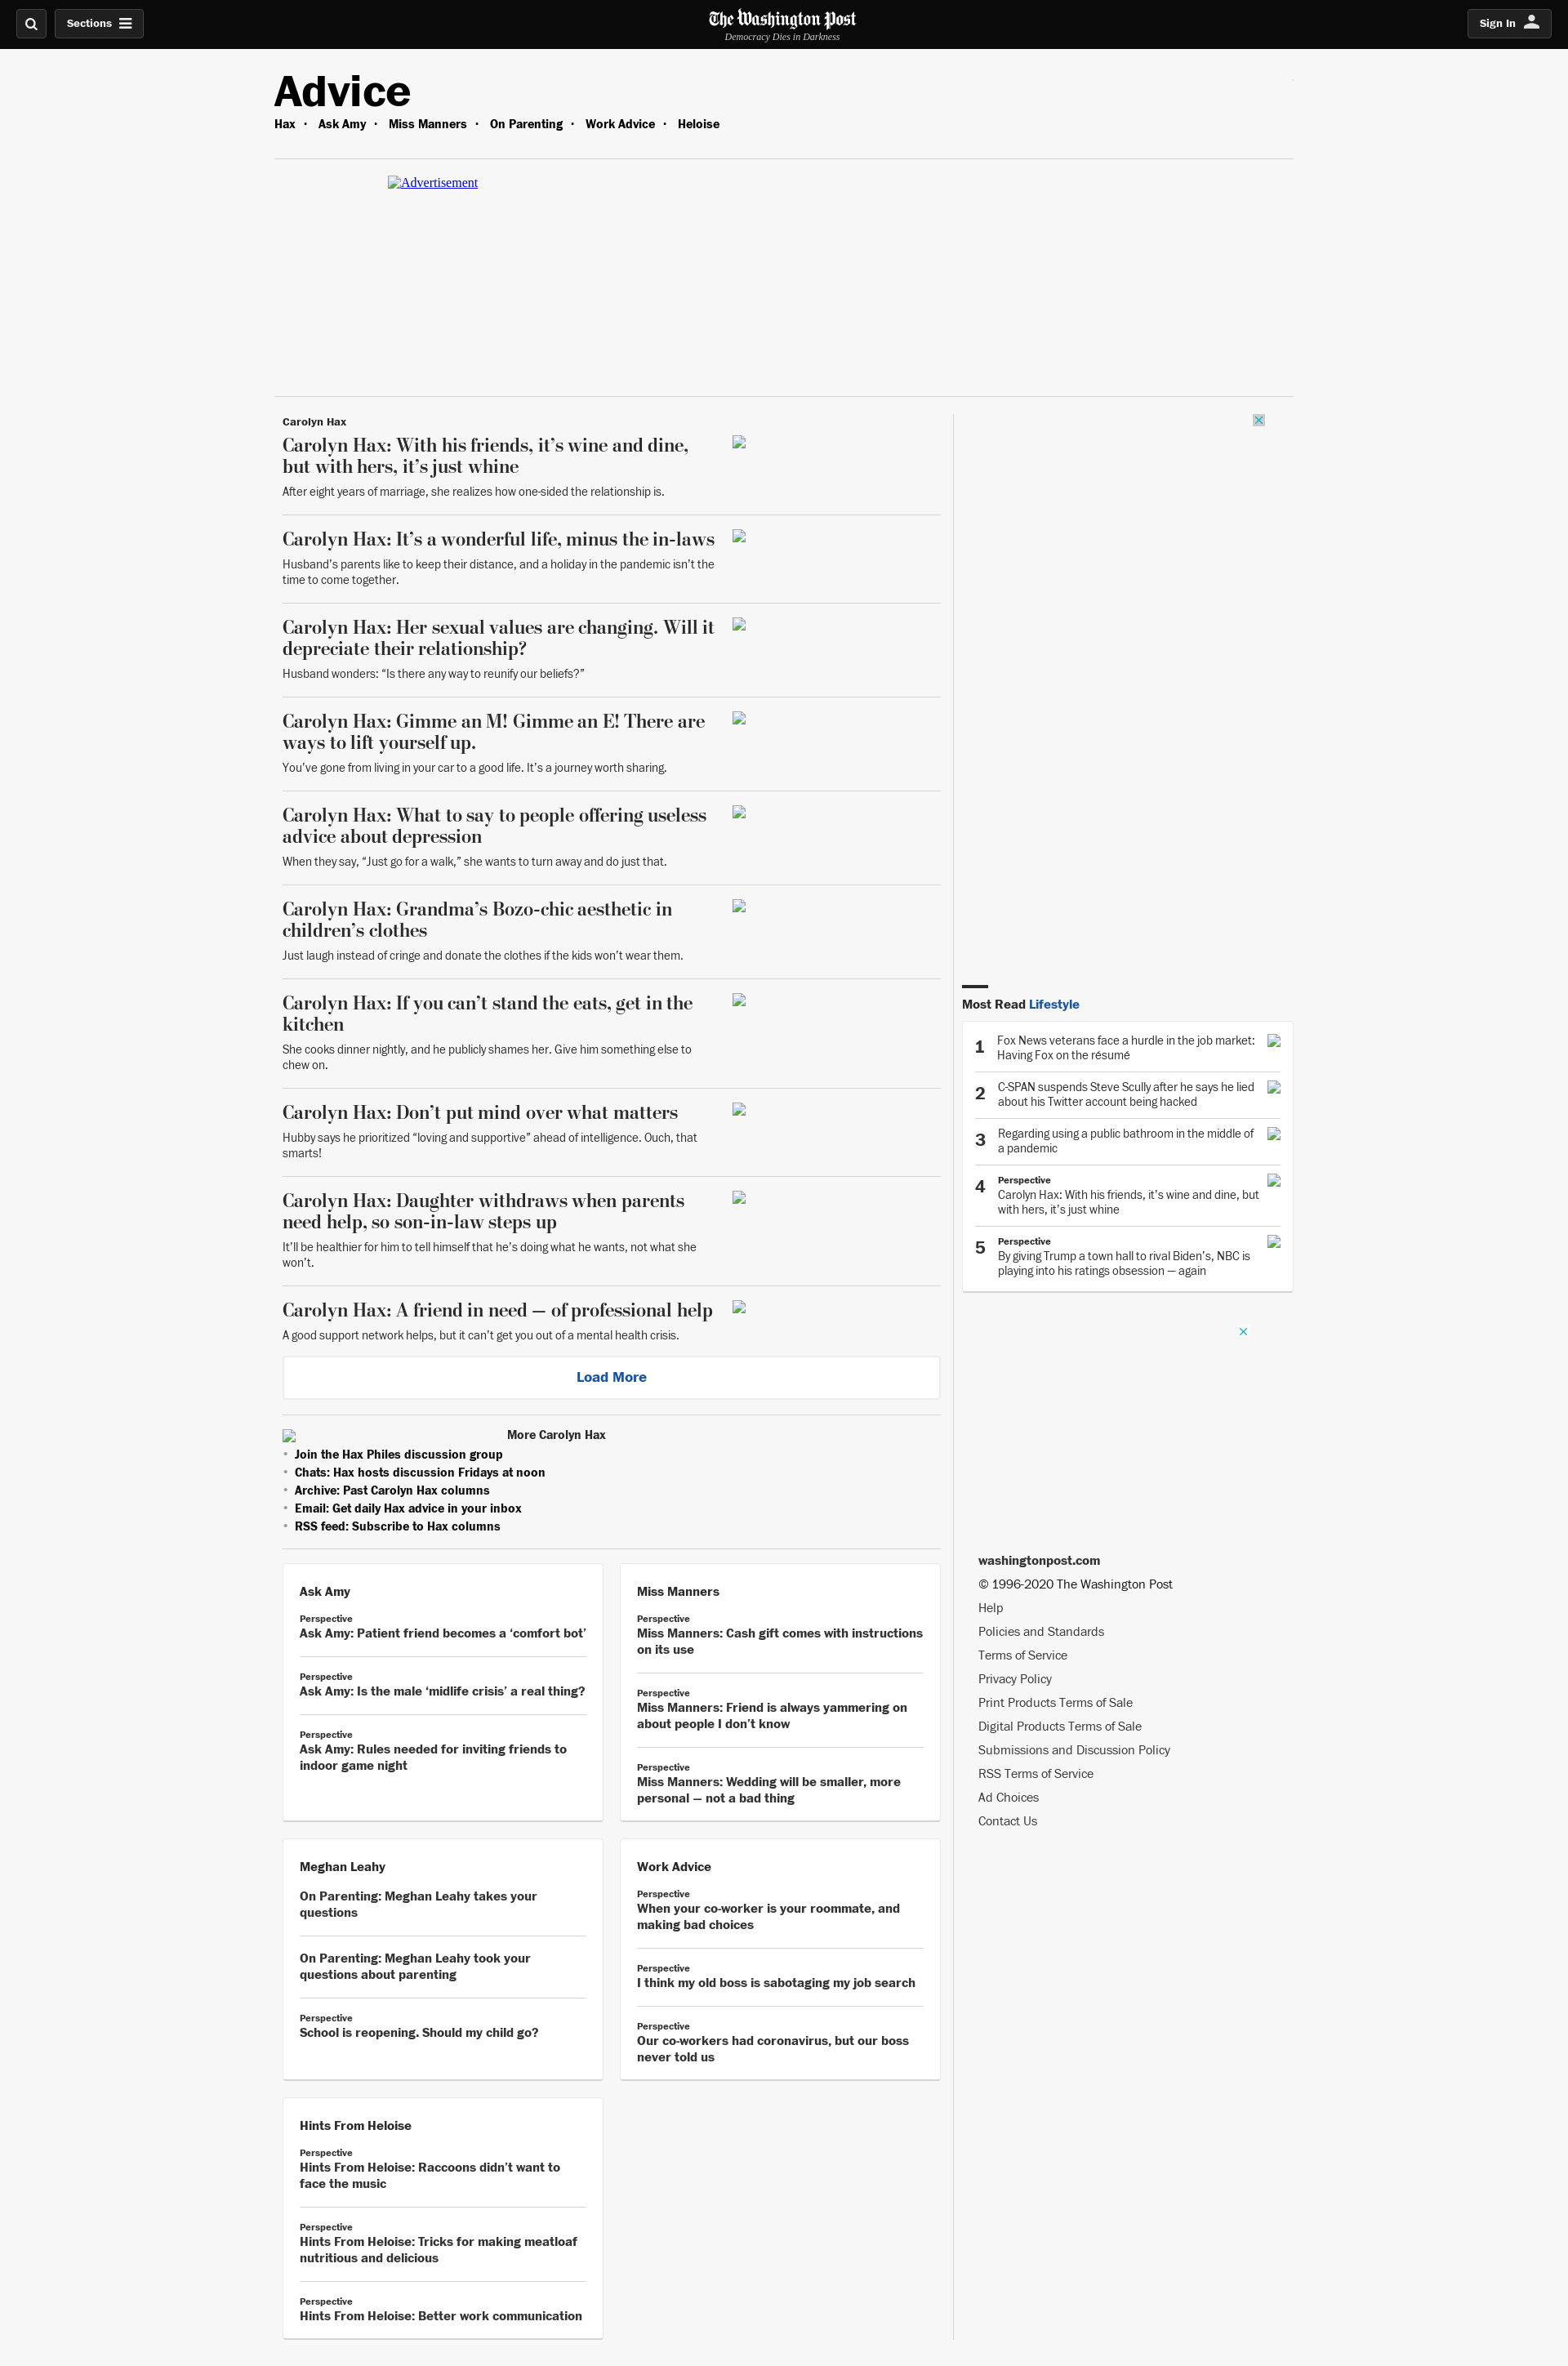 Sections
The Washington Post
Democracy Dies in Darkness
Sign In
Advice
Hax • Ask Amy • Miss Manners • On Parenting • Work Advice • Heloise
Advertisement
Carolyn Hax
Carolyn Hax: With his friends, it’s wine and dine,
but with hers, it’s just whine
After eight years of marriage, she realizes how one-sided the relationship is.
Carolyn Hax: It’s a wonderful life, minus the in-laws
Husband’s parents like to keep their distance, and a holiday in the pandemic isn’t the
time to come together.
Carolyn Hax: Her sexual values are changing. Will it
depreciate their relationship?
Husband wonders: “Is there any way to reunify our beliefs?”
Carolyn Hax: Gimme an M! Gimme an E! There are
ways to lift yourself up.
You’ve gone from living in your car to a good life. It’s a journey worth sharing.
Carolyn Hax: What to say to people offering useless
advice about depression
When they say, “Just go for a walk,” she wants to turn away and do just that.
Carolyn Hax: Grandma’s Bozo-chic aesthetic in
children’s clothes
Just laugh instead of cringe and donate the clothes if the kids won’t wear them.
Carolyn Hax: If you can’t stand the eats, get in the
kitchen
She cooks dinner nightly, and he publicly shames her. Give him something else to
chew on.
Carolyn Hax: Don’t put mind over what matters
Hubby says he prioritized “loving and supportive” ahead of intelligence. Ouch, that
smarts!
Carolyn Hax: Daughter withdraws when parents
need help, so son-in-law steps up
It’ll be healthier for him to tell himself that he’s doing what he wants, not what she
won’t.
Carolyn Hax: A friend in need — of professional help
A good support network helps, but it can’t get you out of a mental health crisis.
Load More
More Carolyn Hax
• Join the Hax Philes discussion group
• Chats: Hax hosts discussion Fridays at noon
• Archive: Past Carolyn Hax columns
• Email: Get daily Hax advice in your inbox
• RSS feed: Subscribe to Hax columns
Ask Amy
Perspective
Ask Amy: Patient friend becomes a ‘comfort bot’
Perspective
Ask Amy: Is the male ‘midlife crisis’ a real thing?
Perspective
Ask Amy: Rules needed for inviting friends to
indoor game night
Miss Manners
Perspective
Miss Manners: Cash gift comes with instructions
on its use
Perspective
Miss Manners: Friend is always yammering on
about people I don’t know
Perspective
Miss Manners: Wedding will be smaller, more
personal — not a bad thing
Meghan Leahy
On Parenting: Meghan Leahy takes your
questions
On Parenting: Meghan Leahy took your
questions about parenting
Perspective
School is reopening. Should my child go?
Work Advice
Perspective
When your co-worker is your roommate, and
making bad choices
Perspective
I think my old boss is sabotaging my job search
Perspective
Our co-workers had coronavirus, but our boss
never told us
Hints From Heloise
Perspective
Hints From Heloise: Raccoons didn’t want to
face the music
Perspective
Hints From Heloise: Tricks for making meatloaf
nutritious and delicious
Perspective
Hints From Heloise: Better work communication
Most Read Lifestyle
1
Fox News veterans face a hurdle in the job market:
Having Fox on the résumé
2
C-SPAN suspends Steve Scully after he says he lied
about his Twitter account being hacked
3
Regarding using a public bathroom in the middle of
a pandemic
4
Perspective
Carolyn Hax: With his friends, it’s wine and dine, but
with hers, it’s just whine
5
Perspective
By giving Trump a town hall to rival Biden’s, NBC is
playing into his ratings obsession — again
washingtonpost.com
© 1996-2020 The Washington Post
Help
Policies and Standards
Terms of Service
Privacy Policy
Print Products Terms of Sale
Digital Products Terms of Sale
Submissions and Discussion Policy
RSS Terms of Service
Ad Choices
Contact Us